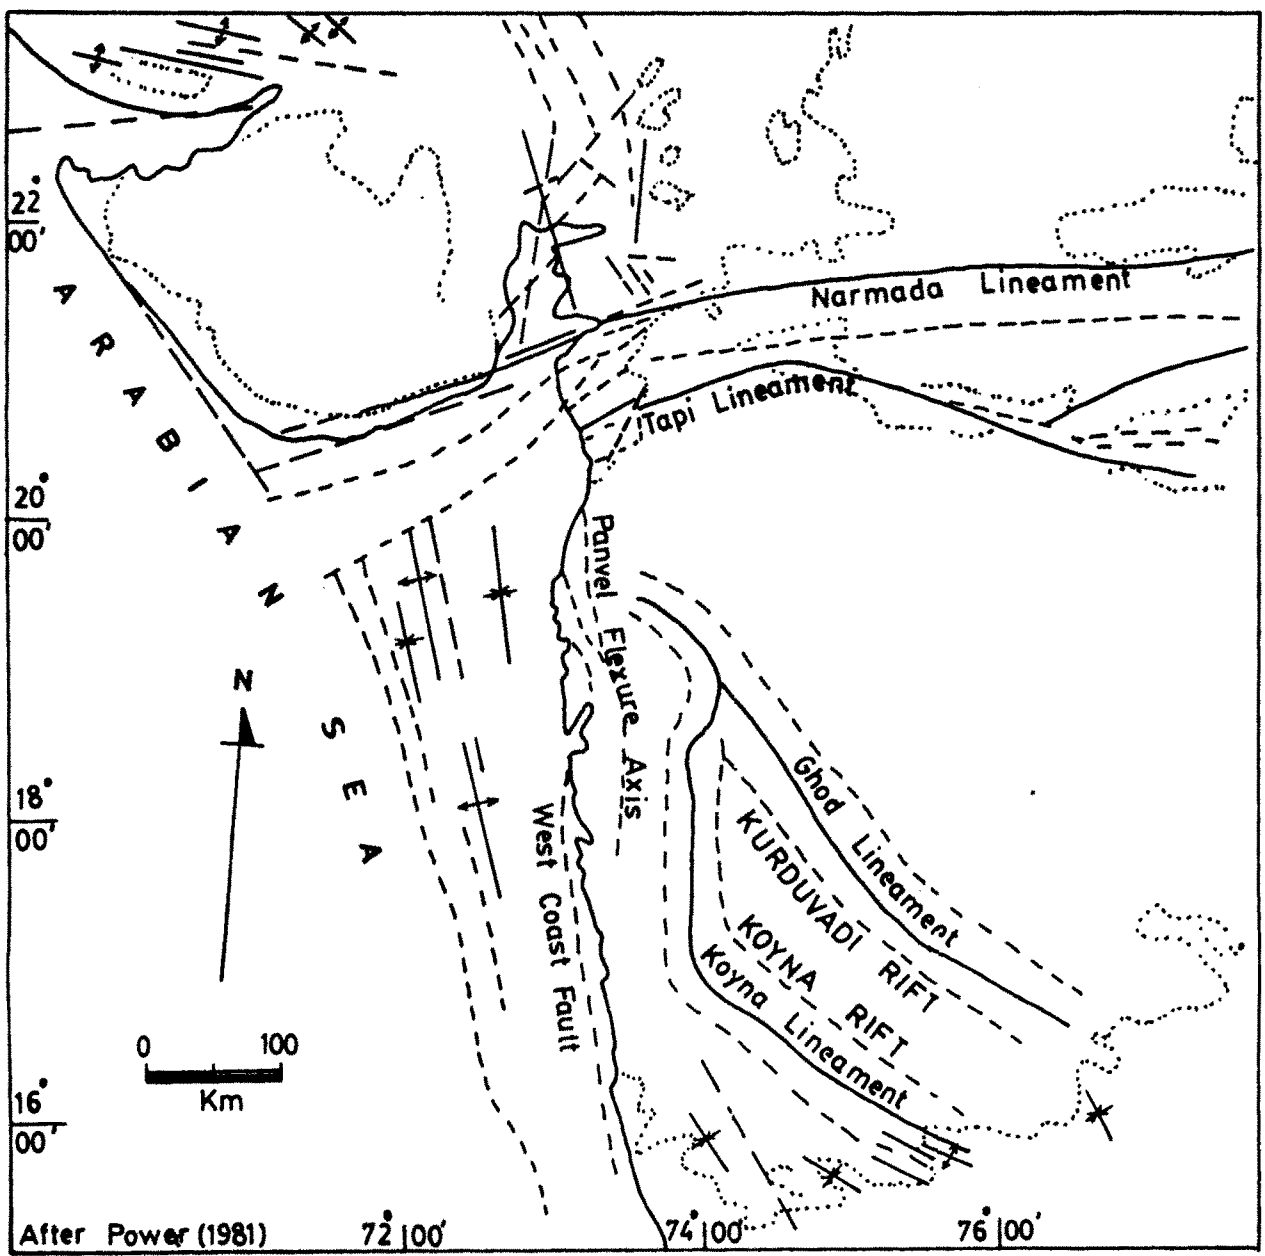 22°
00'
Narmada Lineament
Tapi Lineament
ARABIAN SEA
20°
00'
Panvel Flexure Axis
N
18°
00'
West Coast Fault
Ghod Lineament
KURDUVADI RIFT
KOYNA RIFT
Koyna Lineament
0 100
Km
16°
00'
After Power (1981)
72°00'
74°00'
76°00'